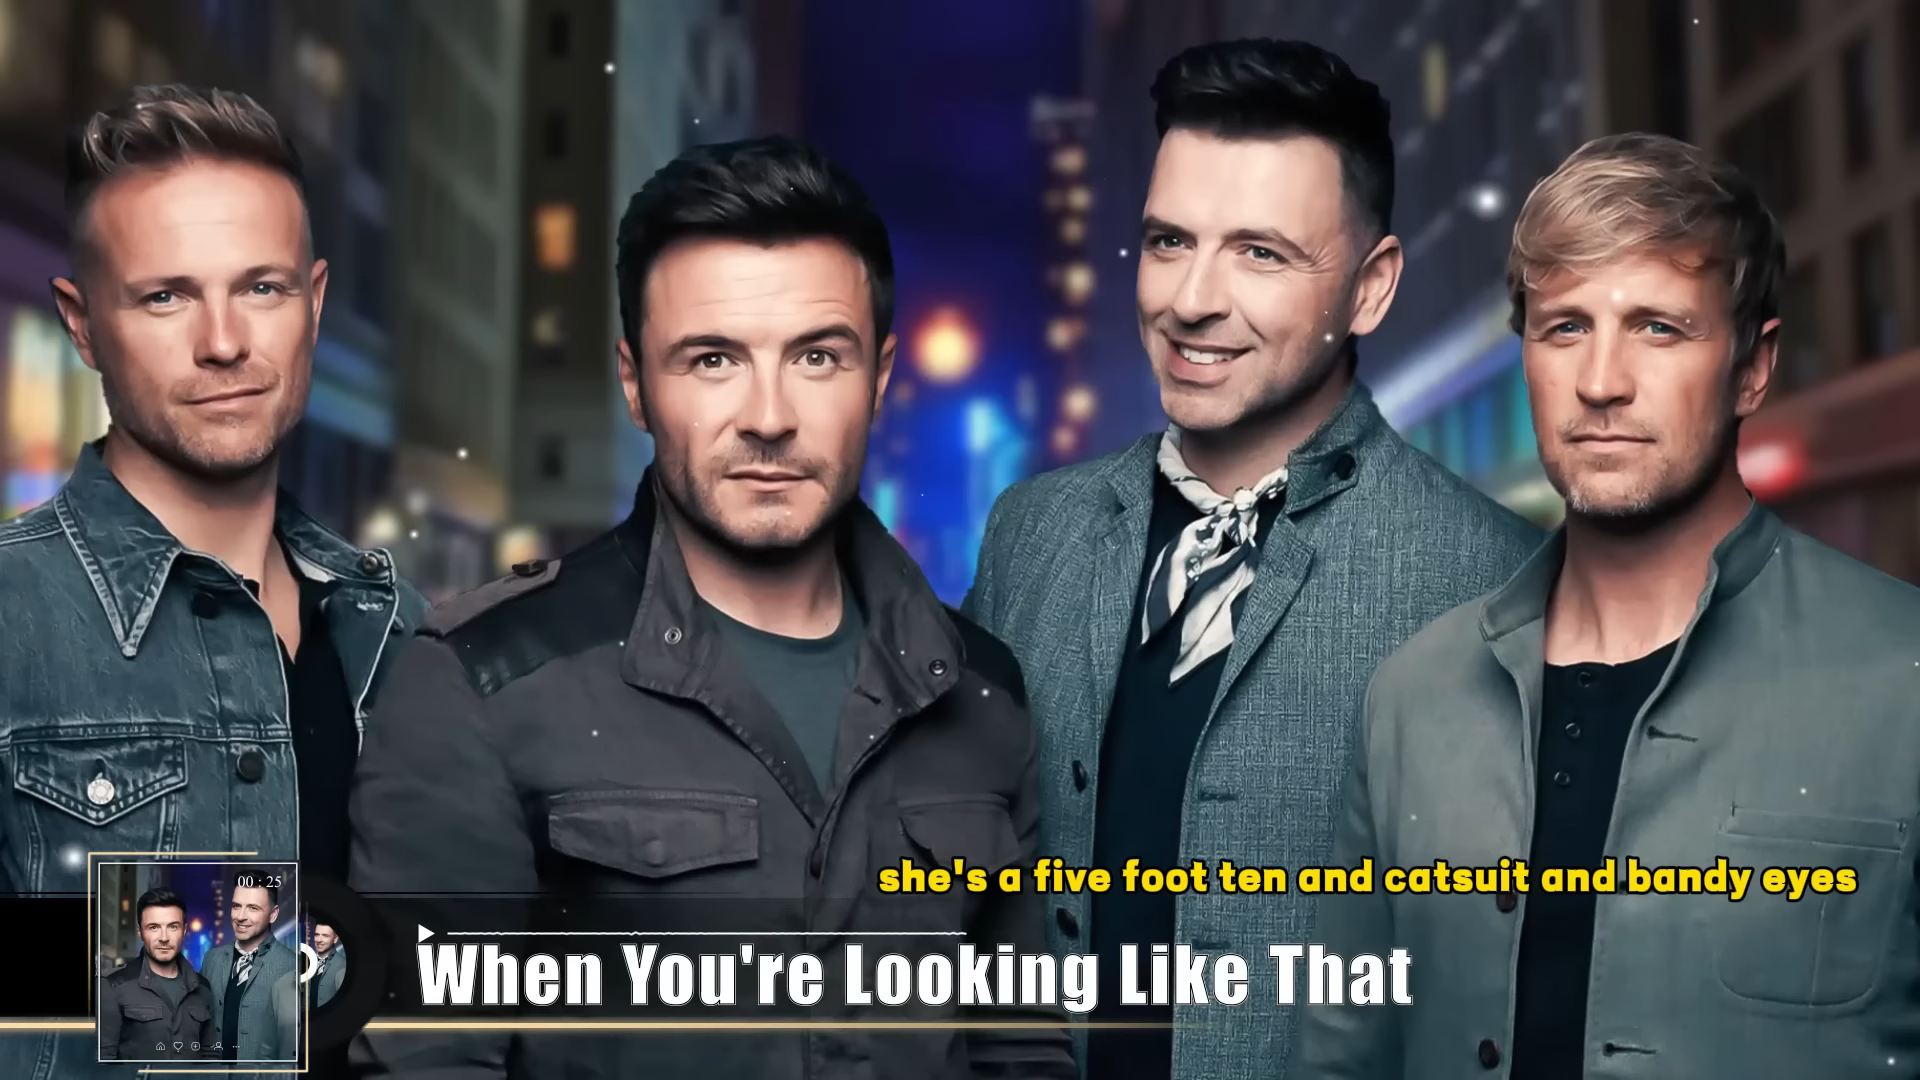 00 : 25
she's a five foot ten and catsuit and bandy eyes
When You're Looking Like That